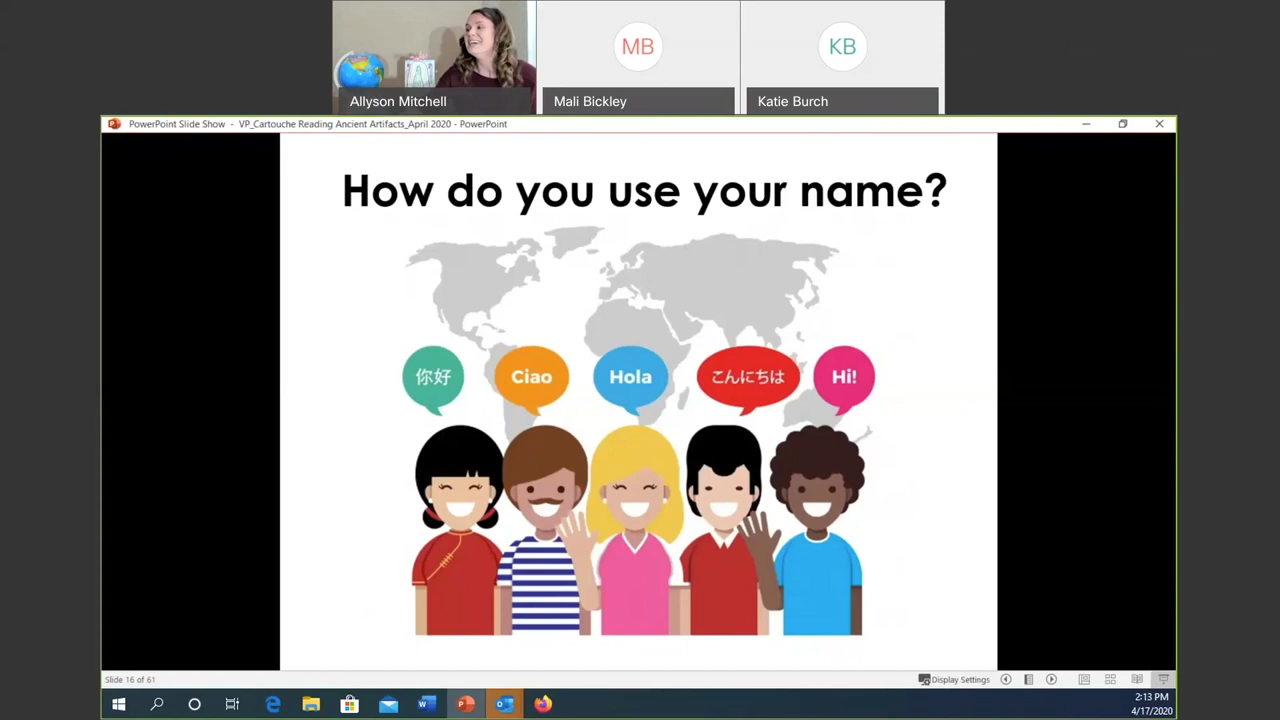 MB
KB
Allyson Mitchell
Mali Bickley
Katie Burch
PowerPoint Slide Show - VP_Cartouche Reading Ancient Artifacts_April 2020 - PowerPoint
How do you use your name?
你好
Ciao
Hola
こんにちは
Hi!
Slide 16 of 61
Display Settings
2:13 PM
4/17/2020